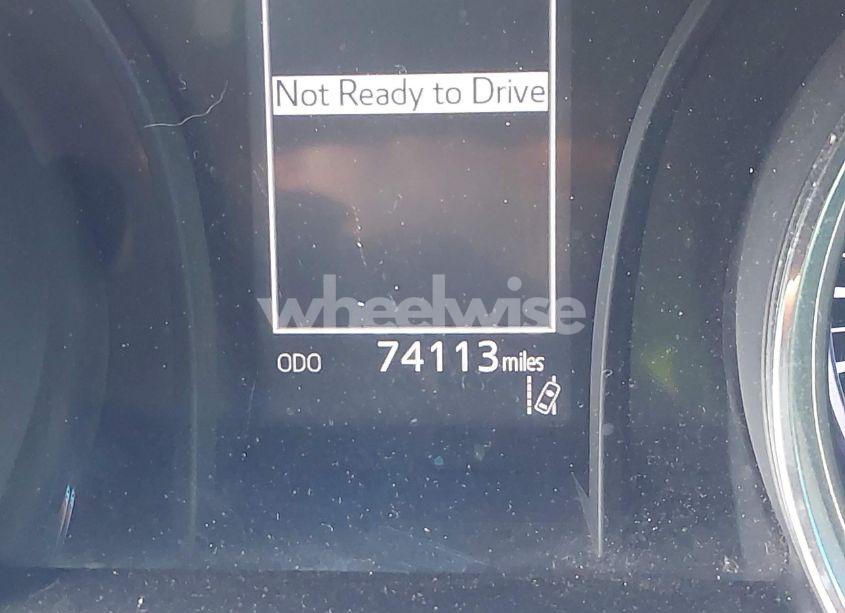 Not Ready to Drive
wheelwise
ODO 74113 miles